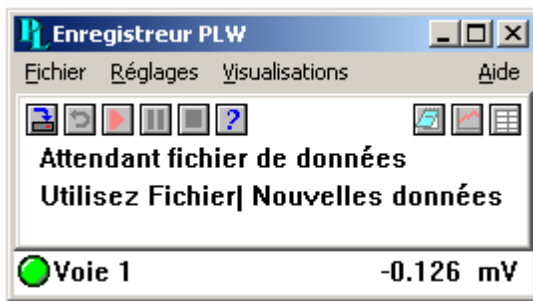 Enregistreur PLW
Fichier Réglages Visualisations Aide
Attendant fichier de données
Utilisez Fichier| Nouvelles données
Voie 1 -0.126 mV